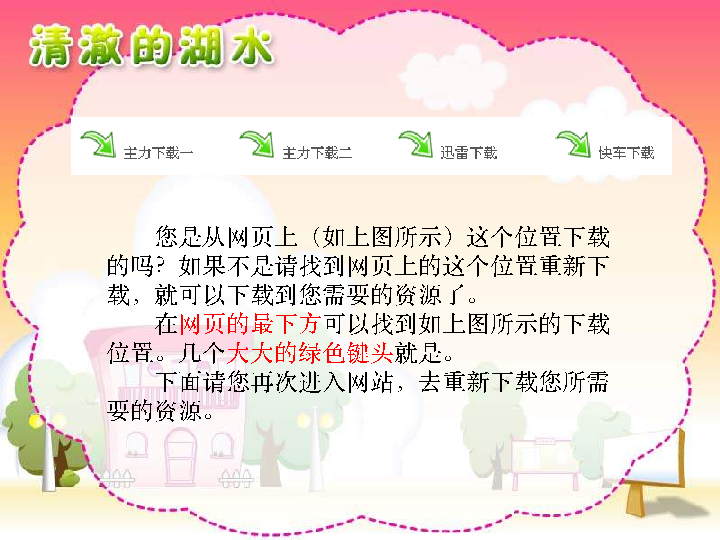 清澈的湖水
主力下载一 主力下载二 迅雷下载 快车下载
您是从网页上（如上图所示）这个位置下载
的吗？如果不是请找到网页上的这个位置重新下
载，就可以下载到您需要的资源了。
在网页的最下方可以找到如上图所示的下载
位置。几个大大的绿色键头就是。
下面请您再次进入网站，去重新下载您所需
要的资源。